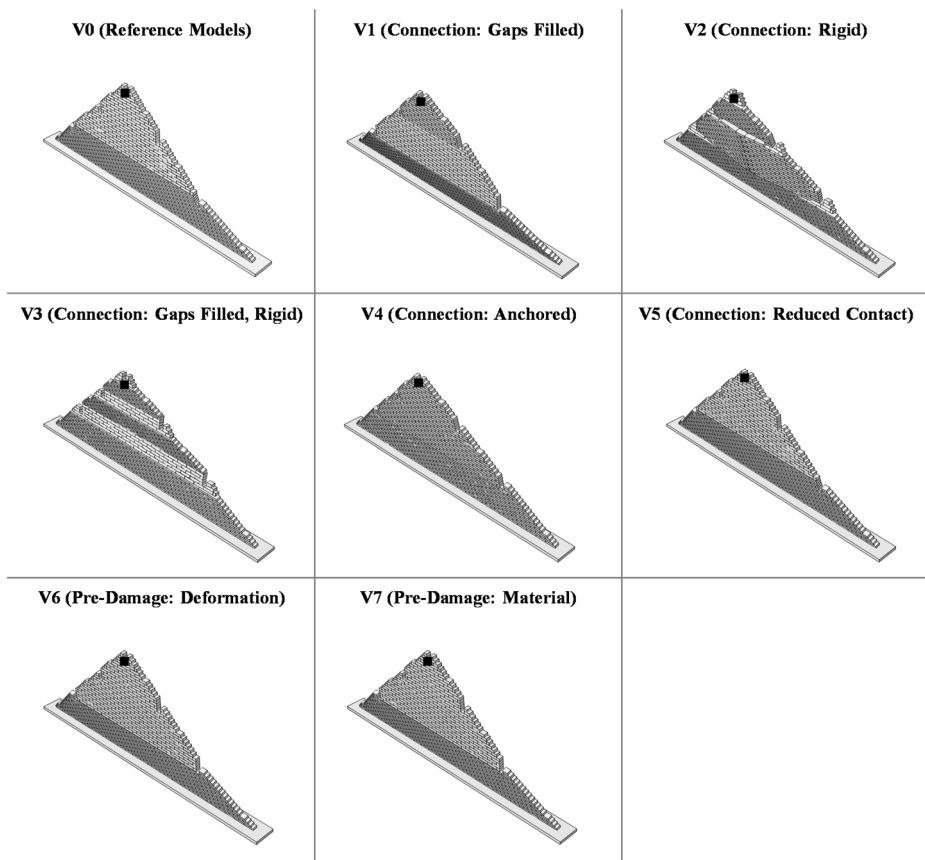 V0 (Reference Models)
V1 (Connection: Gaps Filled)
V2 (Connection: Rigid)
V3 (Connection: Gaps Filled, Rigid)
V4 (Connection: Anchored)
V5 (Connection: Reduced Contact)
V6 (Pre-Damage: Deformation)
V7 (Pre-Damage: Material)